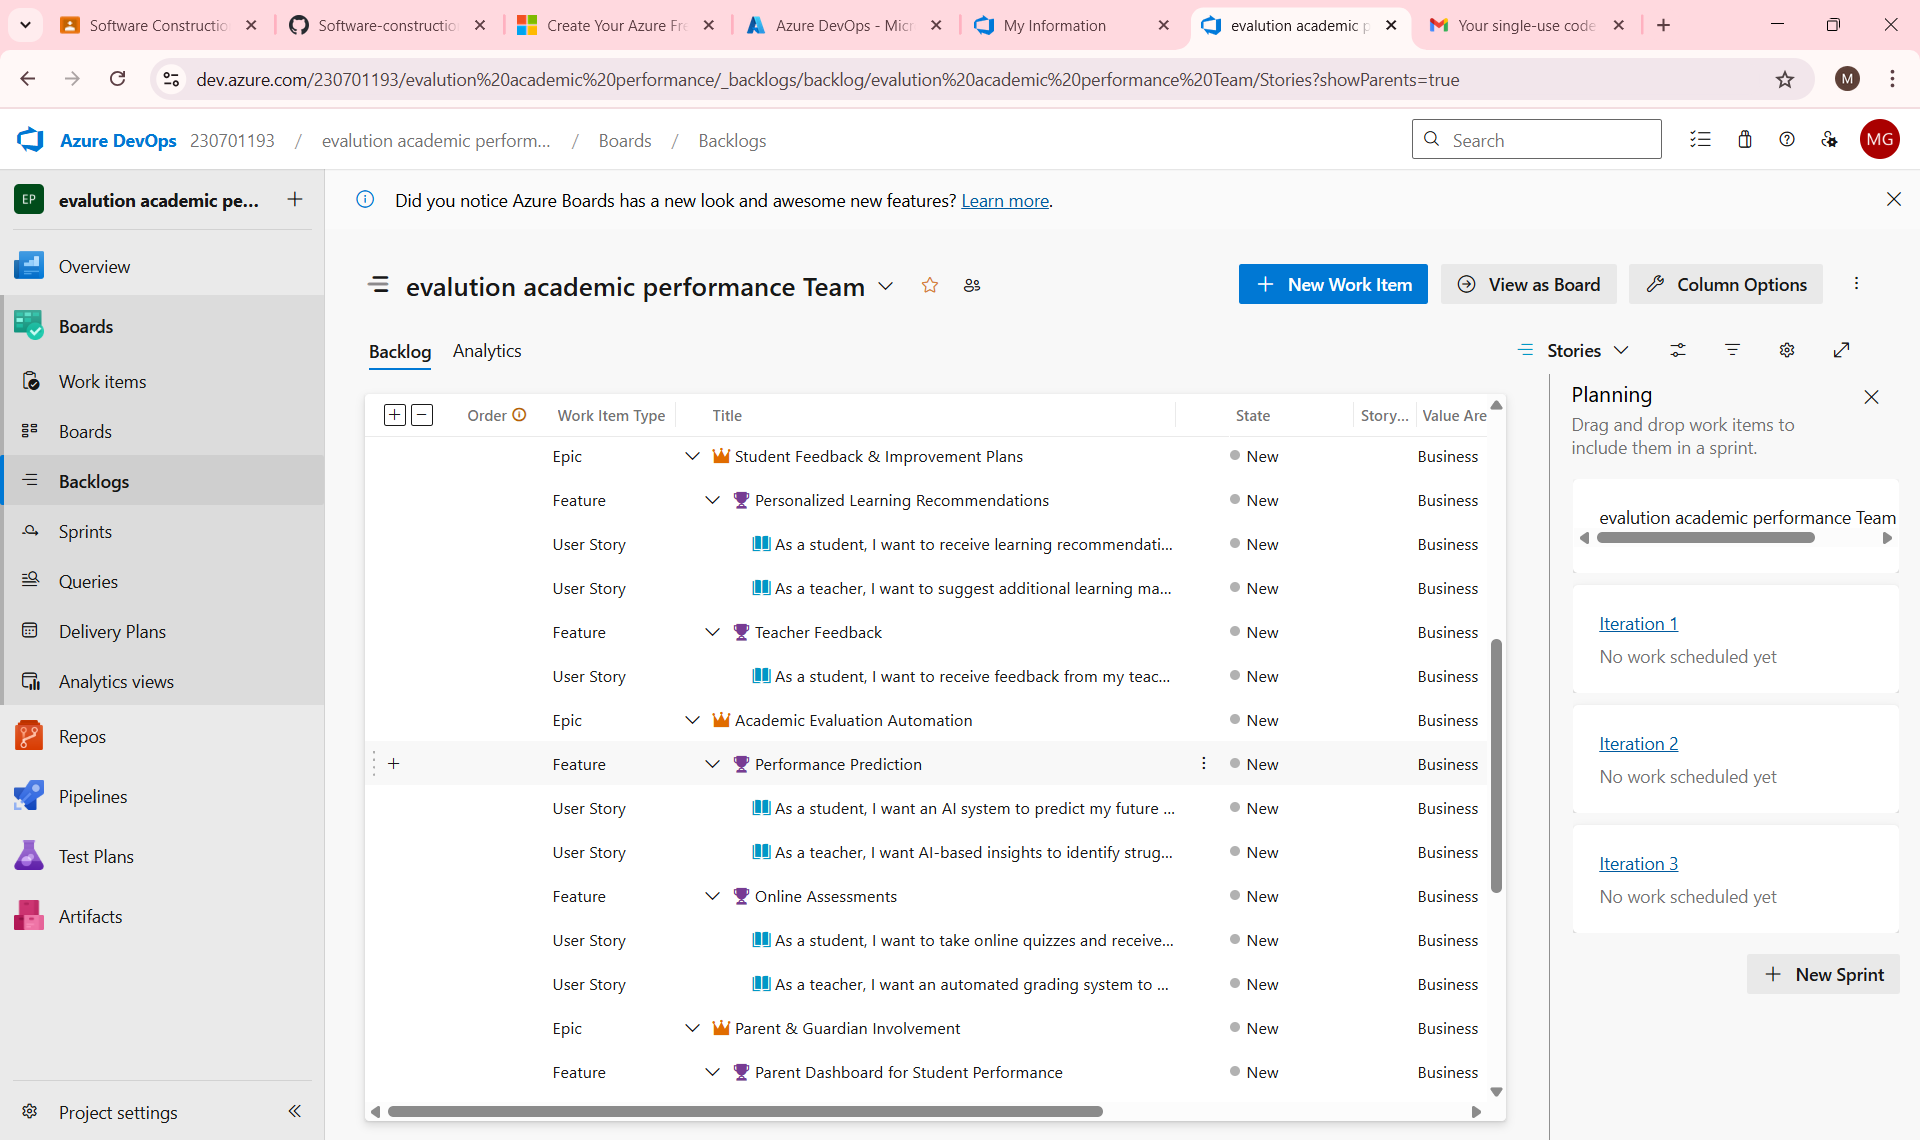 Software Constructio
Software-constructio
Create Your Azure Fre
Azure DevOps - Micr
My Information
evalution academic p
Your single-use code
dev.azure.com/230701193/evalution%20academic%20performance/_backlogs/backlog/evalution%20academic%20performance%20Team/Stories?showParents=true
M
Azure DevOps 230701193 / evalution academic perform... / Boards / Backlogs
Search
MG
EP evalution academic pe...
Did you notice Azure Boards has a new look and awesome new features? Learn more.
Overview
Boards
Work items
Boards
Backlogs
Sprints
Queries
Delivery Plans
Analytics views
Repos
Pipelines
Test Plans
Artifacts
Project settings
evalution academic performance Team
New Work Item
View as Board
Column Options
Backlog Analytics
Stories
Order Work Item Type Title State Story... Value Are
Epic Student Feedback & Improvement Plans New Business
Feature Personalized Learning Recommendations New Business
User Story As a student, I want to receive learning recommendati... New Business
User Story As a teacher, I want to suggest additional learning ma... New Business
Feature Teacher Feedback New Business
User Story As a student, I want to receive feedback from my teac... New Business
Epic Academic Evaluation Automation New Business
Feature Performance Prediction New Business
User Story As a student, I want an AI system to predict my future ... New Business
User Story As a teacher, I want AI-based insights to identify strug... New Business
Feature Online Assessments New Business
User Story As a student, I want to take online quizzes and receive... New Business
User Story As a teacher, I want an automated grading system to ... New Business
Epic Parent & Guardian Involvement New Business
Feature Parent Dashboard for Student Performance New Business
Planning
Drag and drop work items to
include them in a sprint.
evalution academic performance Team
Iteration 1
No work scheduled yet
Iteration 2
No work scheduled yet
Iteration 3
No work scheduled yet
New Sprint